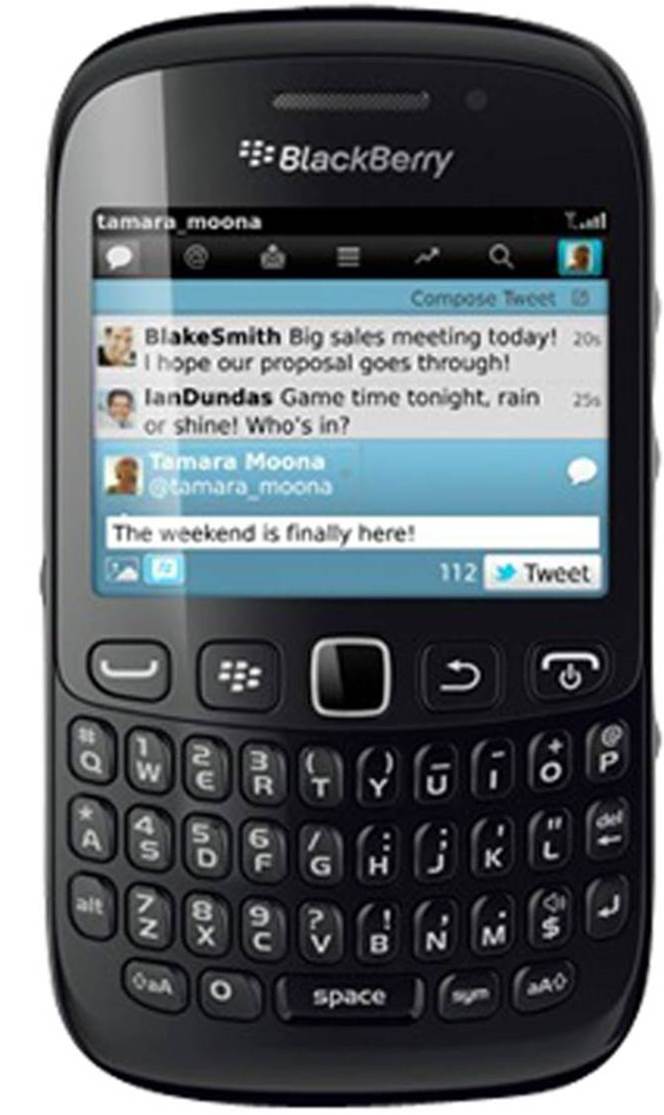 BlackBerry
tamara_moona
@
Compose Tweet
BlakeSmith Big sales meeting today! 20s
I hope our proposal goes through!
IanDundas Game time tonight, rain 25s
or shine! Who's in?
Tamara Moona
@tamara_moona
The weekend is finally here!
112 Tweet
# 1 2 3 ( ) _ - + @
Q W E R T Y U I O P
* 4 5 6 / : ; ' " del
A S D F G H J K L
alt 7 8 9 ? ! , .
Z X C V B N M $
aA 0 space sym aA